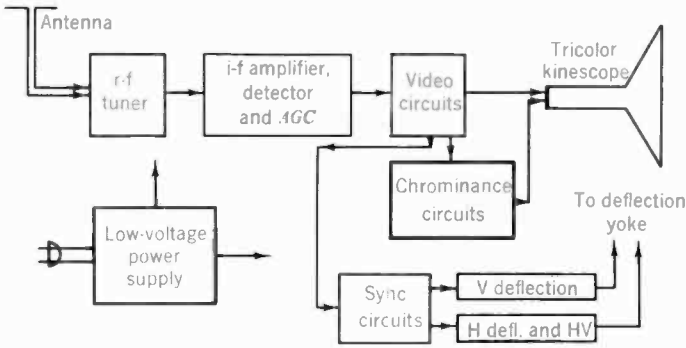 Antenna
r-f
tuner
i-f amplifier,
detector
and AGC
Video
circuits
Tricolor
kinescope
Chrominance
circuits
To deflection
yoke
Low-voltage
power
supply
Sync
circuits
V deflection
H defl. and HV